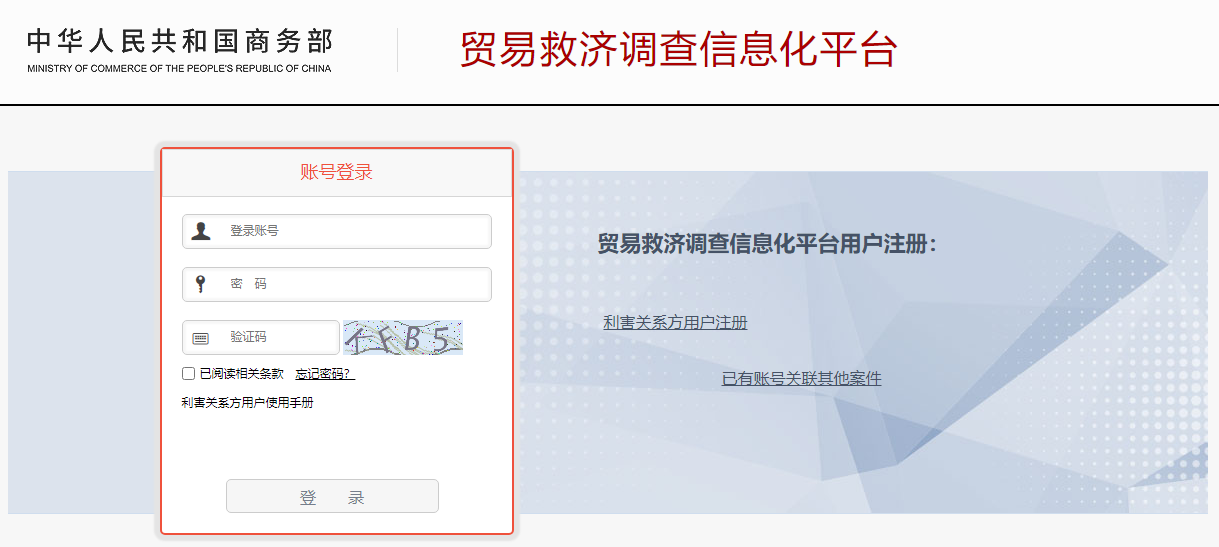 中华人民共和国商务部
MINISTRY OF COMMERCE OF THE PEOPLE'S REPUBLIC OF CHINA
贸易救济调查信息化平台
账号登录
登录账号
密 码
验证码
已阅读相关条款 忘记密码？
利害关系方用户使用手册
登 录
贸易救济调查信息化平台用户注册：
利害关系方用户注册
已有账号关联其他案件